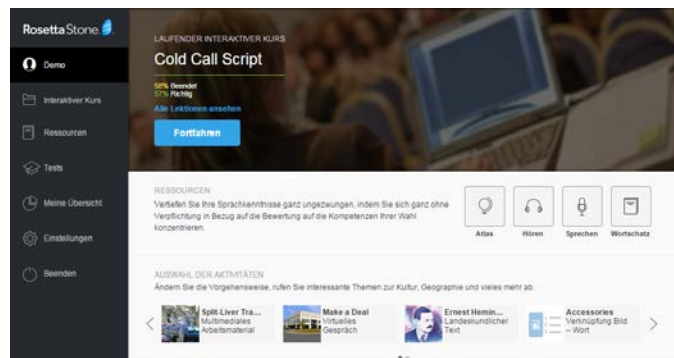 RosettaStone
Demo
Interaktiver Kurs
Ressourcen
Tests
Meine Übersicht
Einstellungen
Beenden
LAUFENDER INTERAKTIVER KURS
Cold Call Script
58% Beendet
57% Richtig
Alle Lektionen ansehen
Fortfahren
RESSOURCEN
Vertiefen Sie Ihre Sprachkenntnisse ganz ungezwungen, indem Sie sich ganz ohne
Verpflichtung in Bezug auf die Bewertung auf die Kompetenzen Ihrer Wahl
konzentrieren.
Atlas
Hören
Sprechen
Wortschatz
AUSWAHL DER AKTIVITÄTEN
Ändern Sie die Vorgehensweise, rufen Sie interessante Themen zur Kultur, Geographie und vieles mehr ab.
Split-Liver Tra...
Multimediales
Arbeitsmaterial
Make a Deal
Virtuelles
Gespräch
Ernest Hemin...
Landeskundlicher
Text
Accessories
Verknüpfung Bild
– Wort